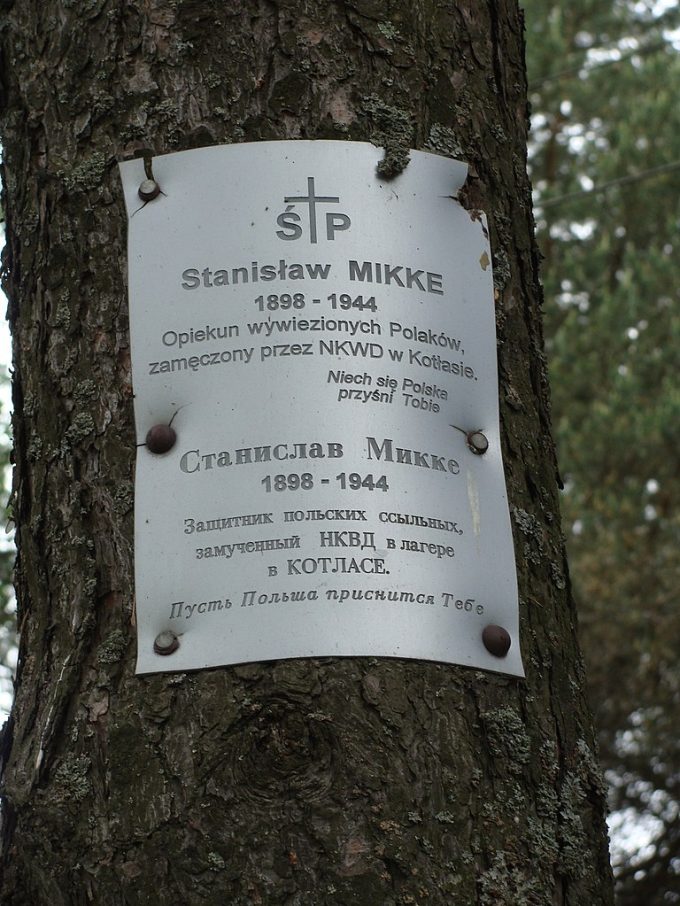 Ś†P
Stanisław MIKKE
1898 - 1944
Opiekun wywiezionych Polaków,
zamęczony przez NKWD w Kotłasie.
Niech się Polska
przyśni Tobie
Станислав Микке
1898 - 1944
Защитник польских ссыльных,
замученный НКВД в лагере
в КОТЛАСЕ.
Пусть Польша приснится Тебе